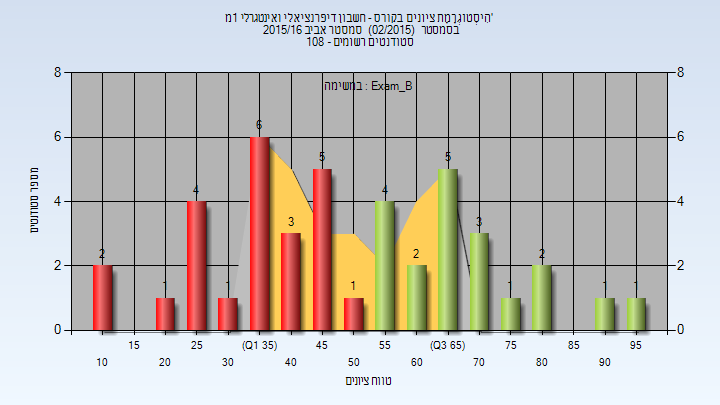 הִיסְטוגְרָמַת ציונים בקורס - חשבון דיפרנציאלי ואינטגרלי 1מ'
בסמסטר (02/2015) סמסטר אביב 2015/16
סטודנטים רשומים - 108
במשימה : Exam_B
מספר סטודנטים
8 8
6 6
4 4
2 2
0 0
2 1 4 1 6 3 5 1 4 2 5 3 1 2 1 1
15 25 (Q1 35) 45 55 (Q3 65) 75 85 95
10 20 30 40 50 60 70 80 90
טווח ציונים